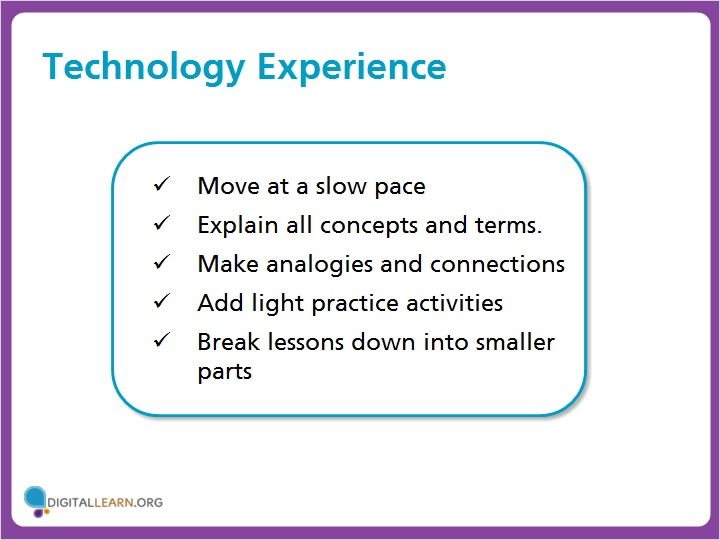 Technology Experience
✓ Move at a slow pace
✓ Explain all concepts and terms.
✓ Make analogies and connections
✓ Add light practice activities
✓ Break lessons down into smaller
parts
DIGITALLEARN.ORG